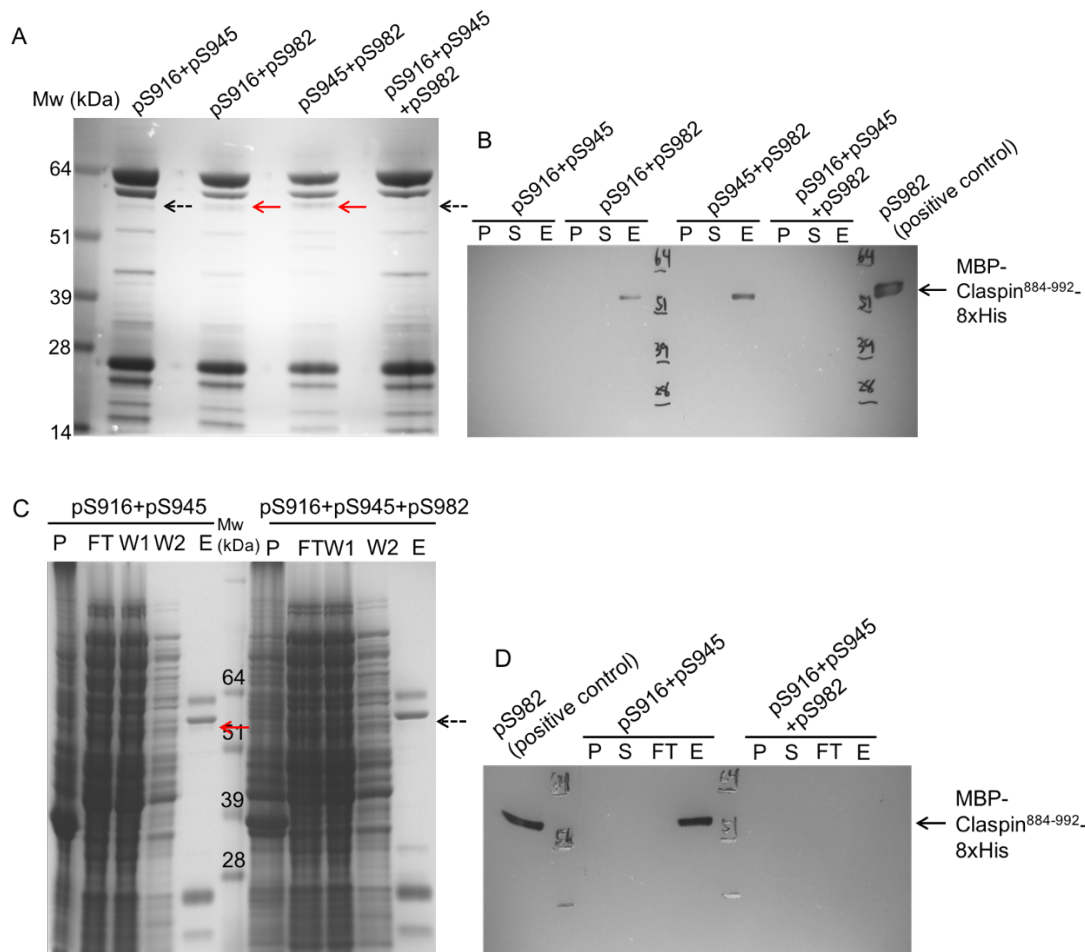 A
pS916+pS945
pS916+pS982
pS945+pS982
pS916+pS945
+pS982
Mw (kDa)
64
51
39
28
14
B
pS916+pS945
pS916+pS982
pS945+pS982
pS916+pS945
+pS982
pS982
(positive control)
P S E P S E P S E P S E
64
51
39
28
64
51
39
28
MBP-
Claspin884-992-
8xHis
C
pS916+pS945
pS916+pS945+pS982
Mw
(kDa)
P FT W1 W2 E
P FTW1 W2 E
64
51
39
28
D
pS982
(positive control)
pS916+pS945
pS916+pS945
+pS982
P S FT E P S FT E
64
51
64
51
MBP-
Claspin884-992-
8xHis